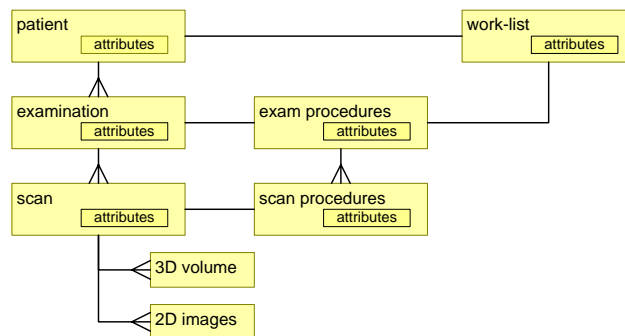 patient
attributes
work-list
attributes
examination
attributes
exam procedures
attributes
scan
attributes
scan procedures
attributes
3D volume
2D images